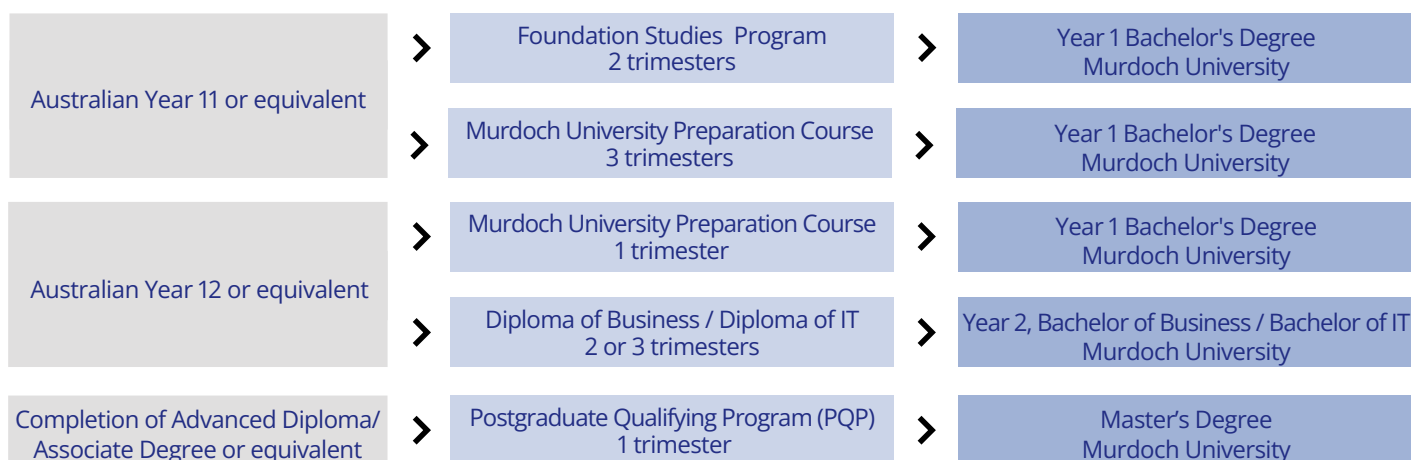 Australian Year 11 or equivalent
Foundation Studies Program
2 trimesters
Year 1 Bachelor's Degree
Murdoch University
Murdoch University Preparation Course
3 trimesters
Year 1 Bachelor's Degree
Murdoch University
Australian Year 12 or equivalent
Murdoch University Preparation Course
1 trimester
Year 1 Bachelor's Degree
Murdoch University
Diploma of Business / Diploma of IT
2 or 3 trimesters
Year 2, Bachelor of Business / Bachelor of IT
Murdoch University
Completion of Advanced Diploma/
Associate Degree or equivalent
Postgraduate Qualifying Program (PQP)
1 trimester
Master’s Degree
Murdoch University